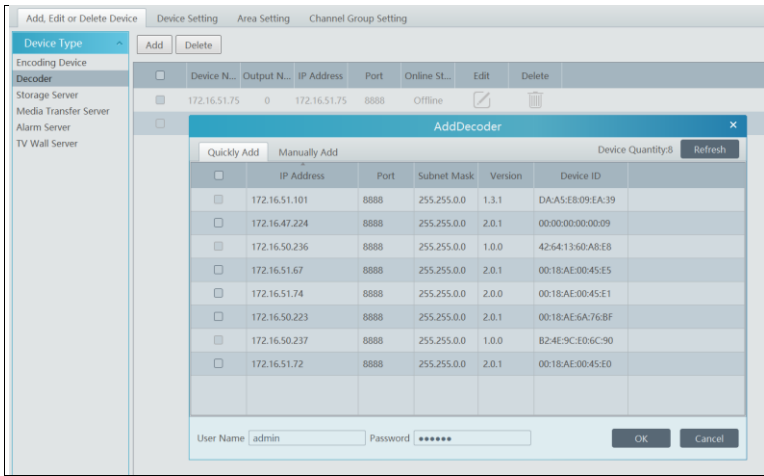 Add, Edit or Delete Device Device Setting Area Setting Channel Group Setting
Device Type
Encoding Device
Decoder
Storage Server
Media Transfer Server
Alarm Server
TV Wall Server
Add Delete
Device N... Output N... IP Address Port Online St... Edit Delete
172.16.51.75 0 172.16.51.75 8888 Offline
AddDecoder
Quickly Add Manually Add Device Quantity:8 Refresh
IP Address Port Subnet Mask Version Device ID
172.16.51.101 8888 255.255.0.0 1.3.1 DA:A5:E8:09:EA:39
172.16.47.224 8888 255.255.0.0 2.0.1 00:00:00:00:00:09
172.16.50.236 8888 255.255.0.0 1.0.0 42:64:13:60:A8:E8
172.16.51.67 8888 255.255.0.0 2.0.1 00:18:AE:00:45:E5
172.16.51.74 8888 255.255.0.0 2.0.0 00:18:AE:00:45:E1
172.16.50.223 8888 255.255.0.0 2.0.1 00:18:AE:6A:76:BF
172.16.50.237 8888 255.255.0.0 1.0.0 B2:4E:9C:E0:6C:90
172.16.51.72 8888 255.255.0.0 2.0.1 00:18:AE:00:45:E0
User Name admin Password ●●●●●● OK Cancel